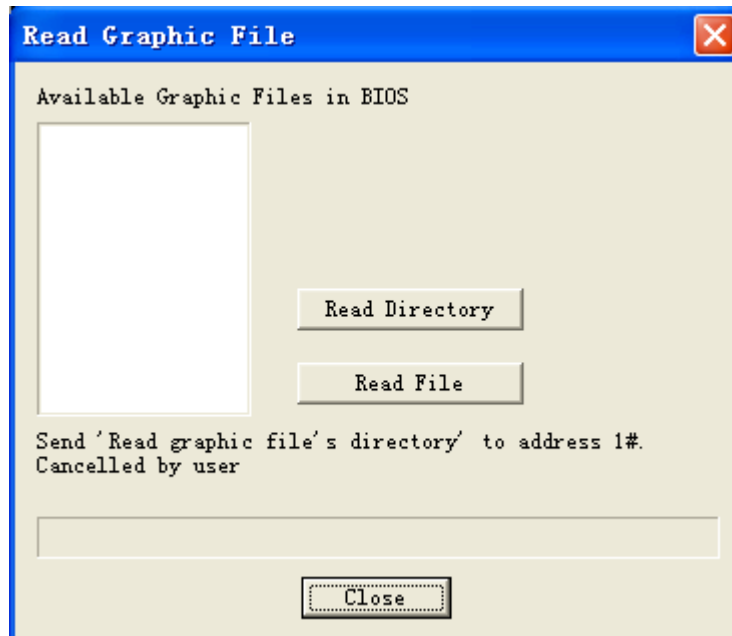 Read Graphic File
Available Graphic Files in BIOS
Read Directory
Read File
Send 'Read graphic file's directory' to address 1#.
Cancelled by user
Close